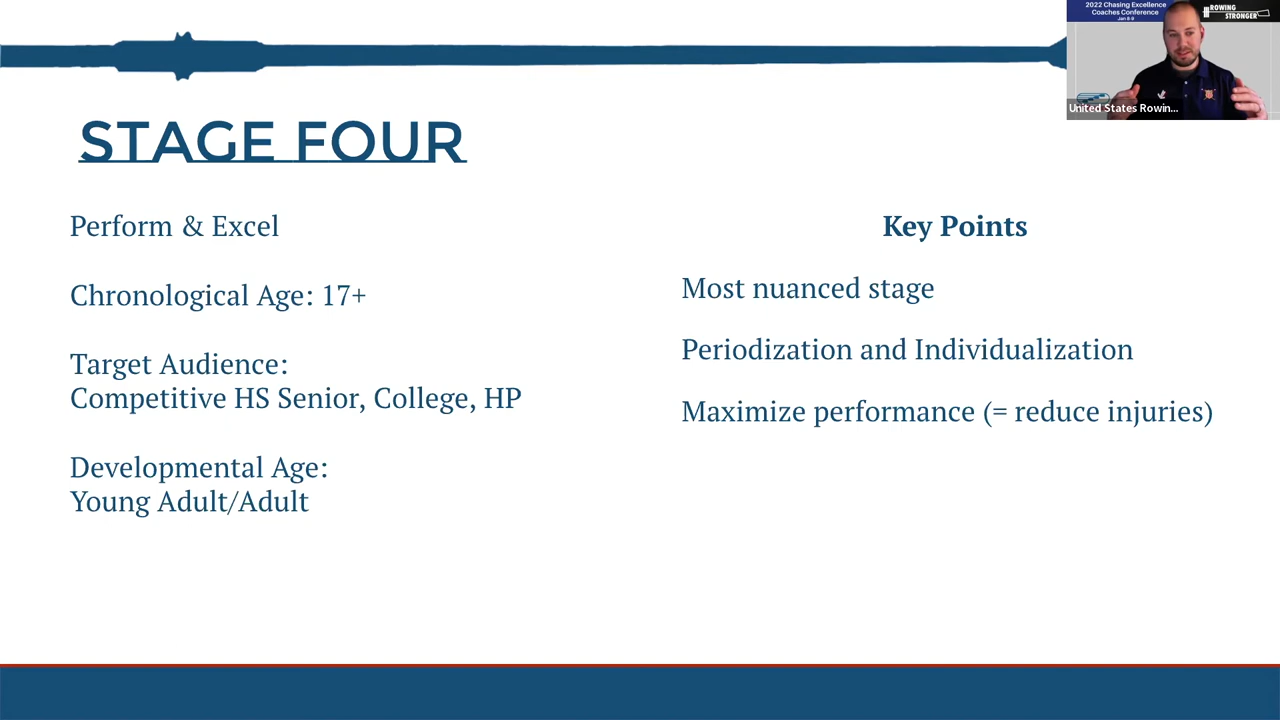 2022 Chasing Excellence
Coaches Conference
Jan 6-9
ROWING
STRONGER
United States Rowin...
STAGE FOUR
Perform & Excel
Chronological Age: 17+
Target Audience:
Competitive HS Senior, College, HP
Developmental Age:
Young Adult/Adult
Key Points
Most nuanced stage
Periodization and Individualization
Maximize performance (= reduce injuries)